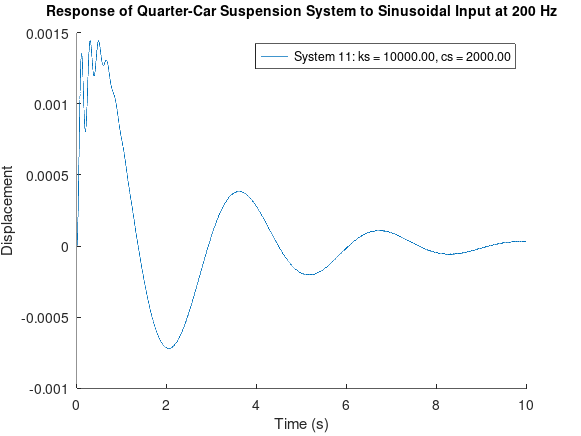 Response of Quarter-Car Suspension System to Sinusoidal Input at 200 Hz
0.0015
System 11: ks = 10000.00, cs = 2000.00
0.001
0.0005
Displacement
0
-0.0005
-0.001
0 2 4 6 8 10
Time (s)